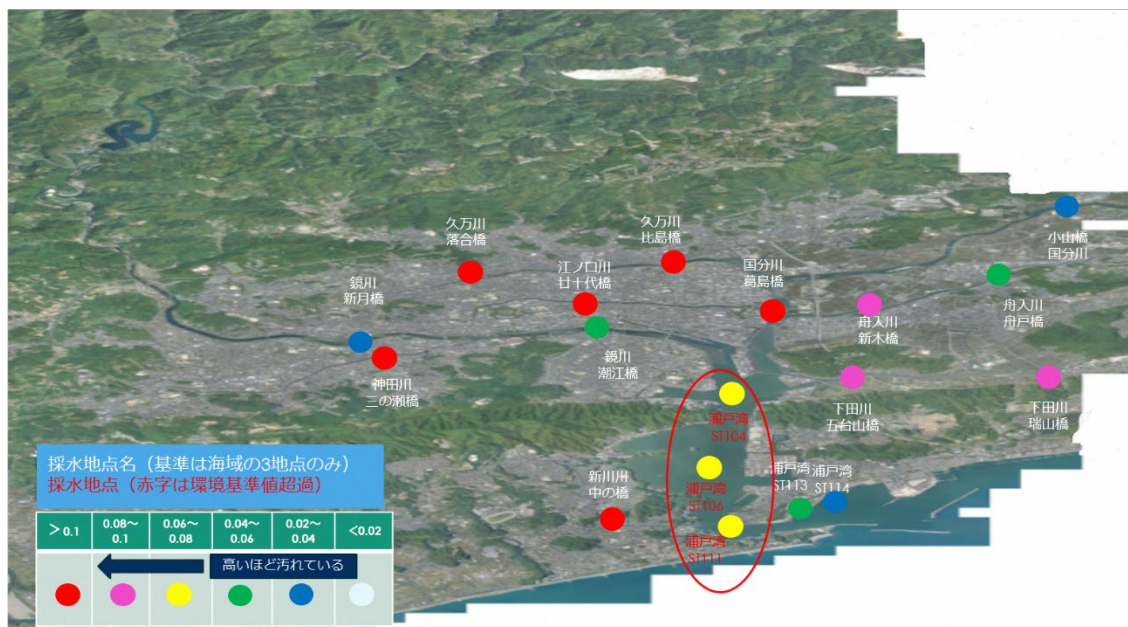 小山橋
国分川
久万川
落合橋
久万川
比島橋
江ノ口川
廿十代橋
国分川
葛島橋
鏡川
新月橋
舟入川
舟戸橋
舟入川
新木橋
鏡川
潮江橋
神田川
三の瀬橋
下田川
五台山橋
下田川
瑞山橋
浦戸湾
ST104
浦戸湾
ST106
浦戸湾
ST111
浦戸湾
ST113
浦戸湾
ST114
新川川
中の橋
採水地点名（基準は海域の3地点のみ）
採水地点（赤字は環境基準値超過）
＞0.1
0.08～
0.1
0.06～
0.08
0.04～
0.06
0.02～
0.04
<0.02
高いほど汚れている